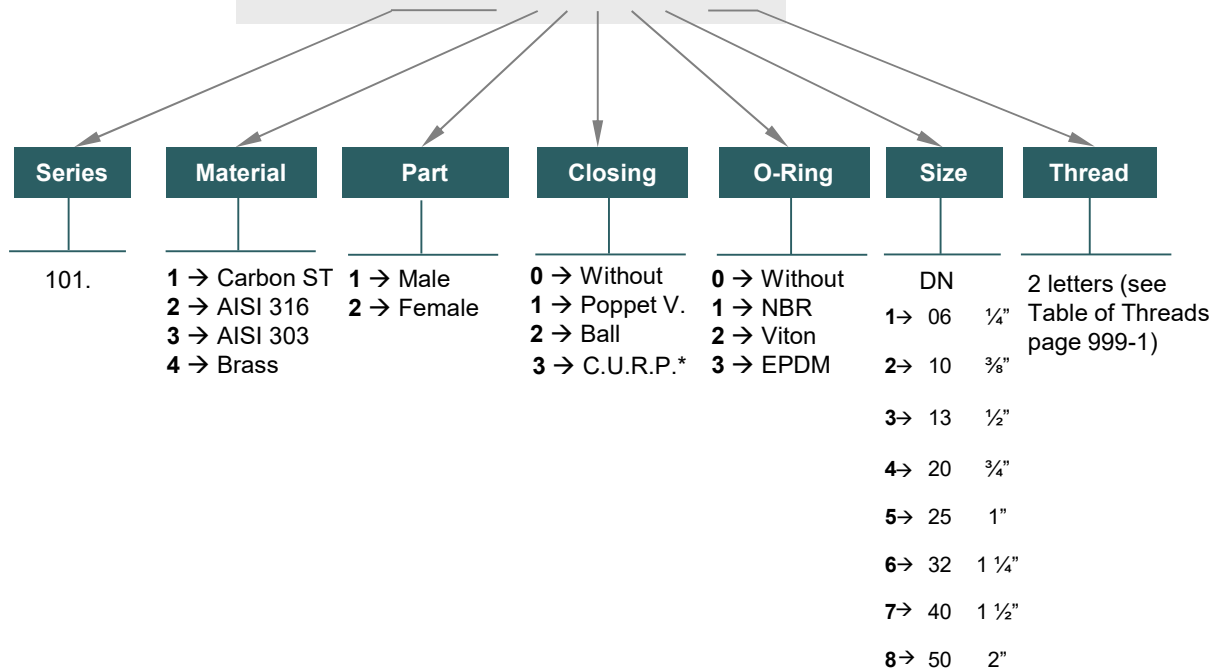 Series Material Part Closing O-Ring Size Thread
101.
1 → Carbon ST
2 → AISI 316
3 → AISI 303
4 → Brass
1 → Male
2 → Female
0 → Without
1 → Poppet V.
2 → Ball
3 → C.U.R.P.*
0 → Without
1 → NBR
2 → Viton
3 → EPDM
DN
1→ 06 ¼”
2→ 10 ⅜”
3→ 13 ½”
4→ 20 ¾”
5→ 25 1”
6→ 32 1 ¼”
7→ 40 1 ½”
8→ 50 2”
2 letters (see
Table of Threads
page 999-1)